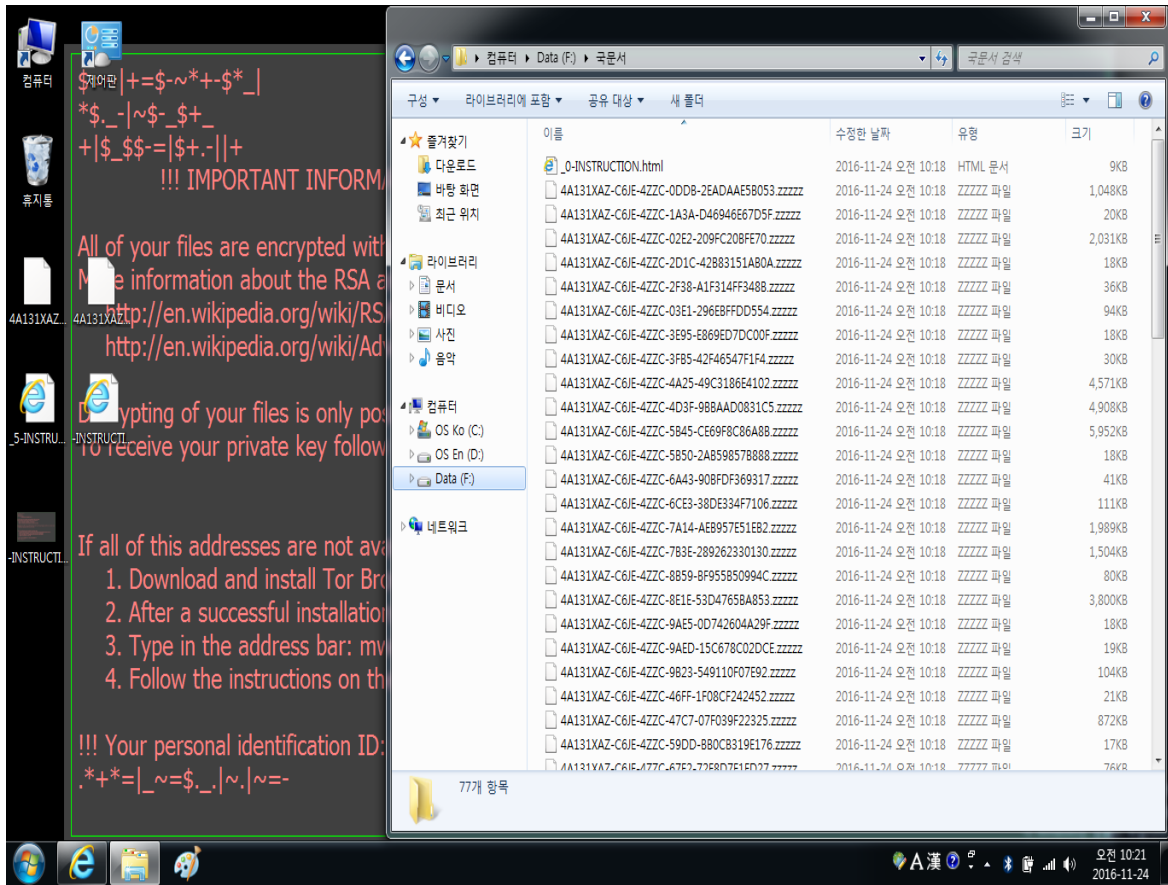 컴퓨터
제어판
휴지통
4A131XAZ...
4A131XAZ...
_5-INSTRU...
-INSTRUCTI...
-INSTRUCTI...
|+=$-~*+-$*_|
*$._-|~$-_$+_
+|$_$$-=|$+.-||+
!!! IMPORTANT INFORM
All of your files are encrypted with
information about the RSA a
http://en.wikipedia.org/wiki/RS
http://en.wikipedia.org/wiki/Ad
ypting of your files is only pos
To receive your private key follow
If all of this addresses are not ava
1. Download and install Tor Bro
2. After a successful installation
3. Type in the address bar: mw
4. Follow the instructions on th
!!! Your personal identification ID:
.*+*=|_~=$._.|~.|~=-
컴퓨터 Data (F:) 국문서
국문서 검색
구성 라이브러리에 포함 공유 대상 새 폴더
즐겨찾기
다운로드
바탕 화면
최근 위치
라이브러리
문서
비디오
사진
음악
컴퓨터
OS Ko (C:)
OS En (D:)
Data (F:)
네트워크
이름 수정한 날짜 유형 크기
_0-INSTRUCTION.html 2016-11-24 오전 10:18 HTML 문서 9KB
4A131XAZ-C6JE-4ZZC-0DDB-2EADAAE5B053.zzzzz 2016-11-24 오전 10:18 ZZZZZ 파일 1,048KB
4A131XAZ-C6JE-4ZZC-1A3A-D46946E67D5F.zzzzz 2016-11-24 오전 10:18 ZZZZZ 파일 20KB
4A131XAZ-C6JE-4ZZC-02E2-209FC20BFE70.zzzzz 2016-11-24 오전 10:18 ZZZZZ 파일 2,031KB
4A131XAZ-C6JE-4ZZC-2D1C-42B83151AB0A.zzzzz 2016-11-24 오전 10:18 ZZZZZ 파일 18KB
4A131XAZ-C6JE-4ZZC-2F38-A1F314FF348B.zzzzz 2016-11-24 오전 10:18 ZZZZZ 파일 36KB
4A131XAZ-C6JE-4ZZC-03E1-296EBFFDD554.zzzzz 2016-11-24 오전 10:18 ZZZZZ 파일 94KB
4A131XAZ-C6JE-4ZZC-3E95-E869ED7DC00F.zzzzz 2016-11-24 오전 10:18 ZZZZZ 파일 18KB
4A131XAZ-C6JE-4ZZC-3FB5-42F46547F1F4.zzzzz 2016-11-24 오전 10:18 ZZZZZ 파일 30KB
4A131XAZ-C6JE-4ZZC-4A25-49C3186E4102.zzzzz 2016-11-24 오전 10:18 ZZZZZ 파일 4,571KB
4A131XAZ-C6JE-4ZZC-4D3F-9BBAAD0831C5.zzzzz 2016-11-24 오전 10:18 ZZZZZ 파일 4,908KB
4A131XAZ-C6JE-4ZZC-5B45-CE69F8C86A8B.zzzzz 2016-11-24 오전 10:18 ZZZZZ 파일 5,952KB
4A131XAZ-C6JE-4ZZC-5B50-2AB59857B888.zzzzz 2016-11-24 오전 10:18 ZZZZZ 파일 18KB
4A131XAZ-C6JE-4ZZC-6A43-90BFDF369317.zzzzz 2016-11-24 오전 10:18 ZZZZZ 파일 41KB
4A131XAZ-C6JE-4ZZC-6CE3-38DE334F7106.zzzzz 2016-11-24 오전 10:18 ZZZZZ 파일 111KB
4A131XAZ-C6JE-4ZZC-7A14-AEB957E51EB2.zzzzz 2016-11-24 오전 10:18 ZZZZZ 파일 1,989KB
4A131XAZ-C6JE-4ZZC-7B3E-289262330130.zzzzz 2016-11-24 오전 10:18 ZZZZZ 파일 1,504KB
4A131XAZ-C6JE-4ZZC-8B59-BF955B50994C.zzzzz 2016-11-24 오전 10:18 ZZZZZ 파일 80KB
4A131XAZ-C6JE-4ZZC-8E1E-53D4765BA853.zzzzz 2016-11-24 오전 10:18 ZZZZZ 파일 3,800KB
4A131XAZ-C6JE-4ZZC-9AE5-0D742604A29F.zzzzz 2016-11-24 오전 10:18 ZZZZZ 파일 18KB
4A131XAZ-C6JE-4ZZC-9AED-15C678C02DCE.zzzzz 2016-11-24 오전 10:18 ZZZZZ 파일 19KB
4A131XAZ-C6JE-4ZZC-9B23-549110F07E92.zzzzz 2016-11-24 오전 10:18 ZZZZZ 파일 104KB
4A131XAZ-C6JE-4ZZC-46FF-1F08CF242452.zzzzz 2016-11-24 오전 10:18 ZZZZZ 파일 21KB
4A131XAZ-C6JE-4ZZC-47C7-07F039F22325.zzzzz 2016-11-24 오전 10:18 ZZZZZ 파일 872KB
4A131XAZ-C6JE-4ZZC-59DD-BB0CB319E176.zzzzz 2016-11-24 오전 10:18 ZZZZZ 파일 17KB
4A131XAZ-C6JE-4ZZC-67E2-72F8D7F1FD27.zzzzz 2016-11-24 오전 10:18 ZZZZZ 파일 76KB
77개 항목
A 漢
오전 10:21
2016-11-24